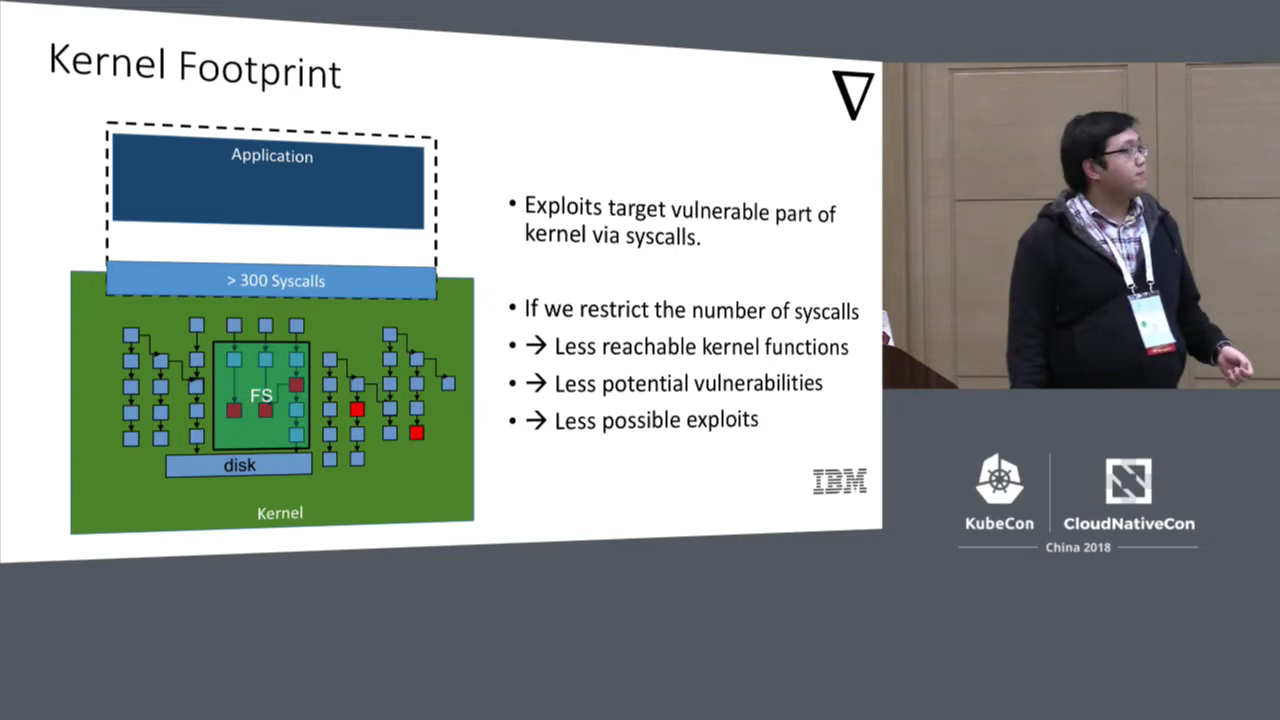 Kernel Footprint
Application
> 300 Syscalls
FS
disk
Kernel
• Exploits target vulnerable part of
kernel via syscalls.
• If we restrict the number of syscalls
• → Less reachable kernel functions
• → Less potential vulnerabilities
• → Less possible exploits
IBM
KubeCon
CloudNativeCon
China 2018